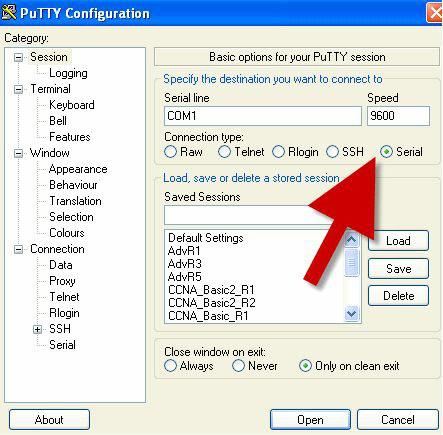 PuTTY Configuration
Category:
Session
Logging
Terminal
Keyboard
Bell
Features
Window
Appearance
Behaviour
Translation
Selection
Colours
Connection
Data
Proxy
Telnet
Rlogin
SSH
Serial
Basic options for your PuTTY session
Specify the destination you want to connect to
Serial line Speed
COM1 9600
Connection type:
Raw Telnet Rlogin SSH Serial
Load, save or delete a stored session
Saved Sessions
Default Settings
AdvR1
AdvR3
AdvR5
CCNA_Basic2_R1
CCNA_Basic2_R2
CCNA_Basic_R1
Load
Save
Delete
Close window on exit:
Always Never Only on clean exit
About Open Cancel